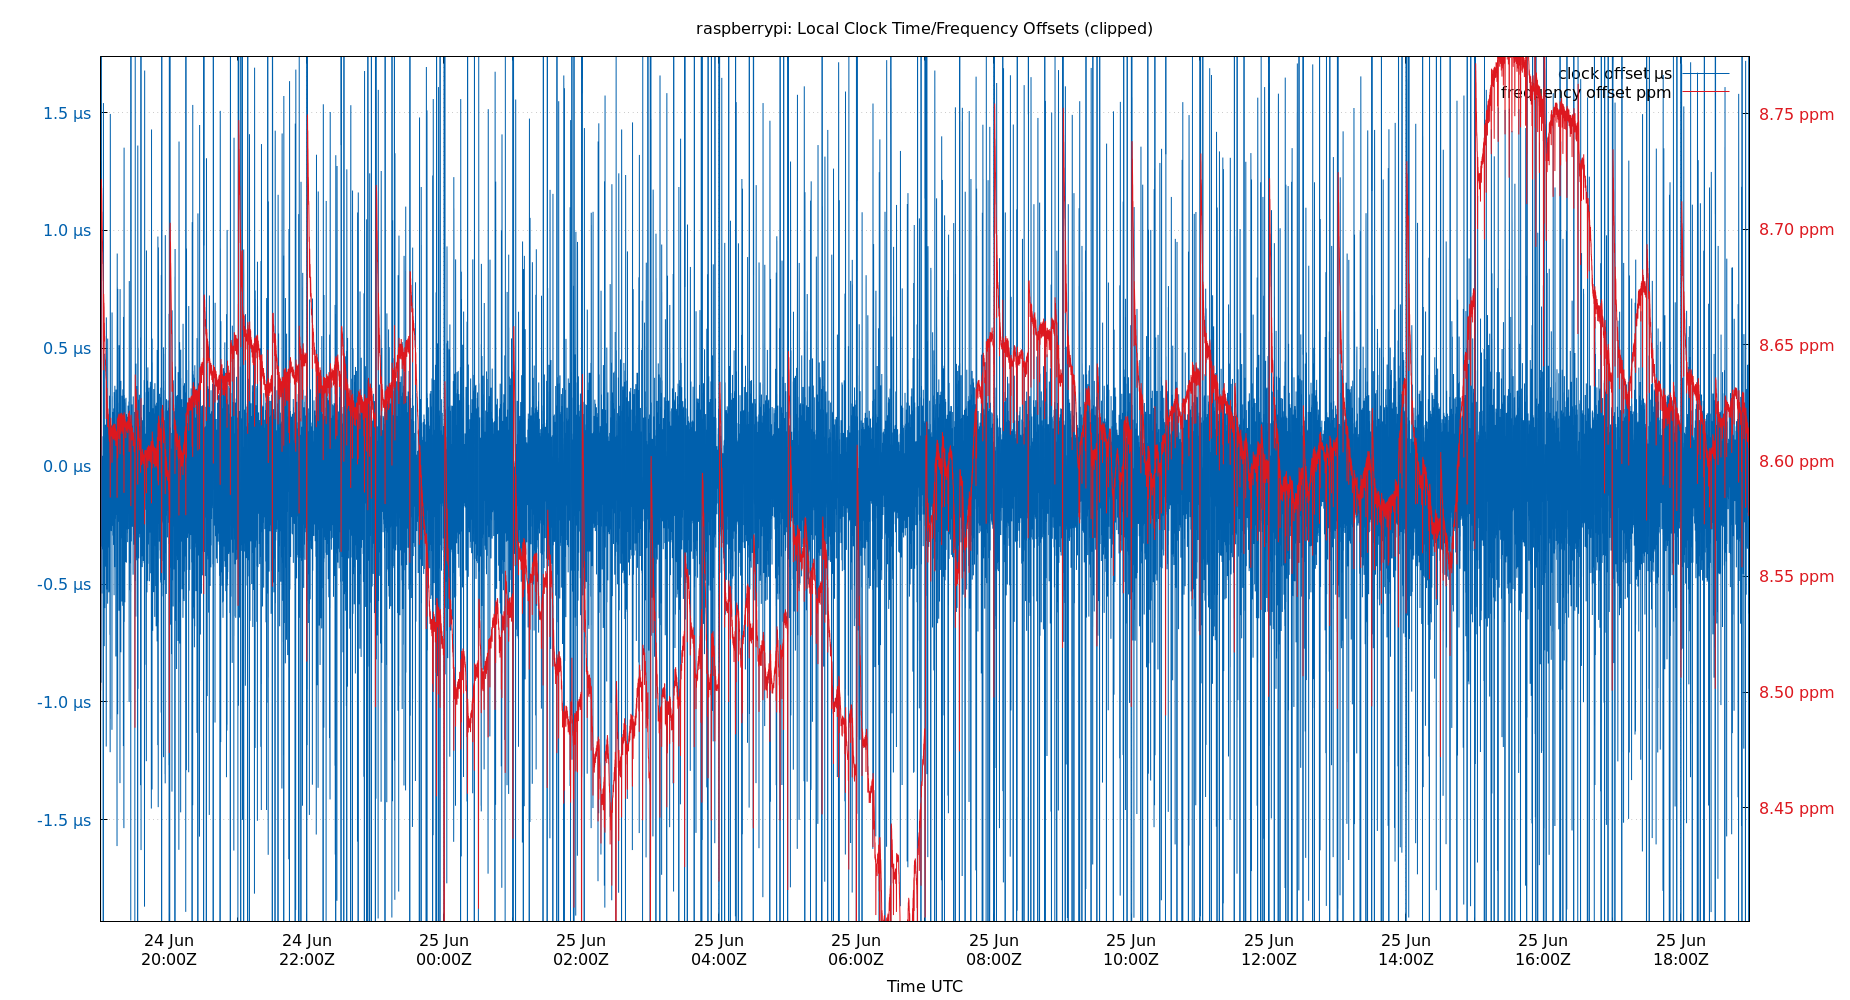 raspberrypi: Local Clock Time/Frequency Offsets (clipped)
clock offset µs
frequency offset ppm
1.5 µs
1.0 µs
0.5 µs
0.0 µs
-0.5 µs
-1.0 µs
-1.5 µs
8.75 ppm
8.70 ppm
8.65 ppm
8.60 ppm
8.55 ppm
8.50 ppm
8.45 ppm
24 Jun 24 Jun 25 Jun 25 Jun 25 Jun 25 Jun 25 Jun 25 Jun 25 Jun 25 Jun 25 Jun 25 Jun
20:00Z 22:00Z 00:00Z 02:00Z 04:00Z 06:00Z 08:00Z 10:00Z 12:00Z 14:00Z 16:00Z 18:00Z
Time UTC